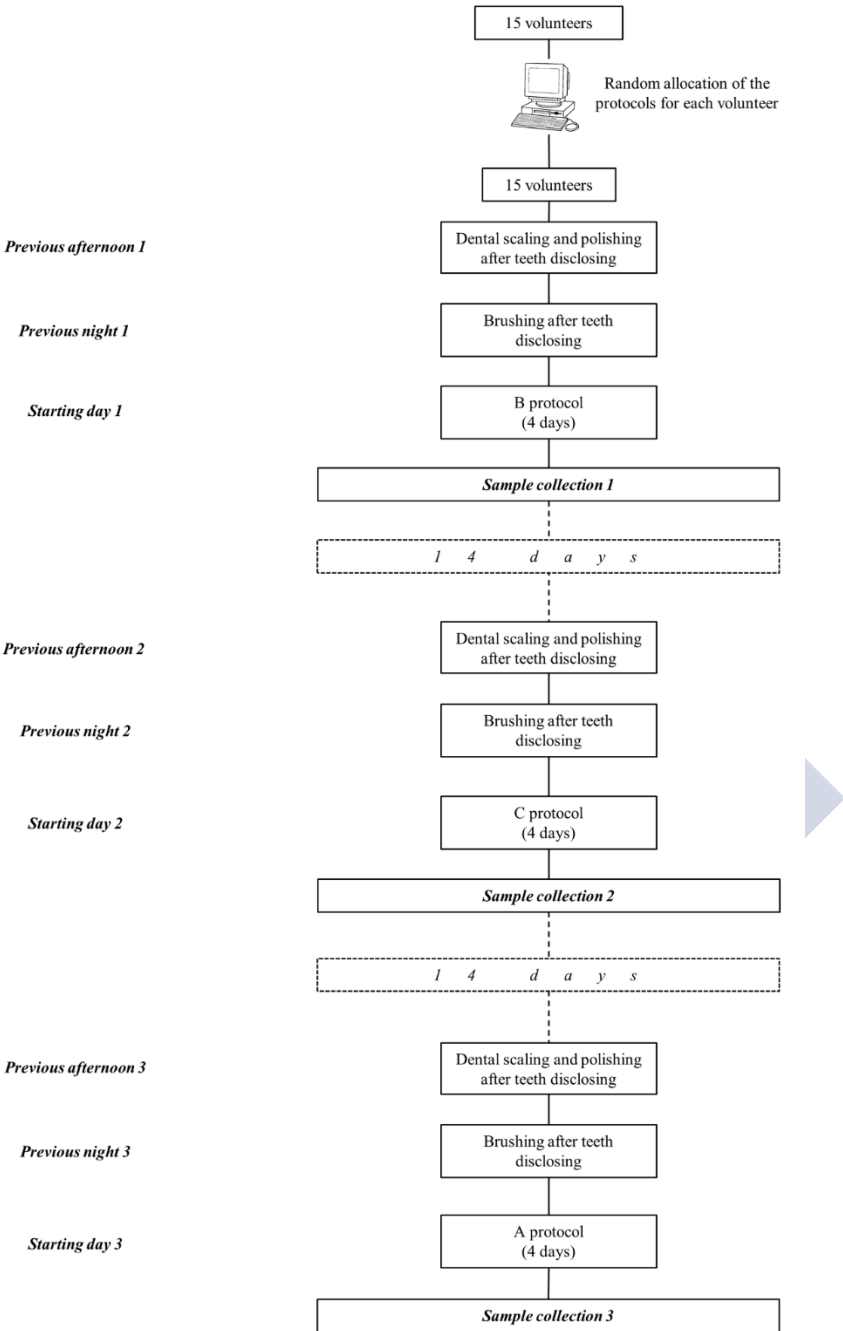 15 volunteers
Random allocation of the
protocols for each volunteer
15 volunteers
Previous afternoon 1
Dental scaling and polishing
after teeth disclosing
Previous night 1
Brushing after teeth
disclosing
Starting day 1
B protocol
(4 days)
Sample collection 1
1 4 d a y s
Previous afternoon 2
Dental scaling and polishing
after teeth disclosing
Previous night 2
Brushing after teeth
disclosing
Starting day 2
C protocol
(4 days)
Sample collection 2
1 4 d a y s
Previous afternoon 3
Dental scaling and polishing
after teeth disclosing
Previous night 3
Brushing after teeth
disclosing
Starting day 3
A protocol
(4 days)
Sample collection 3